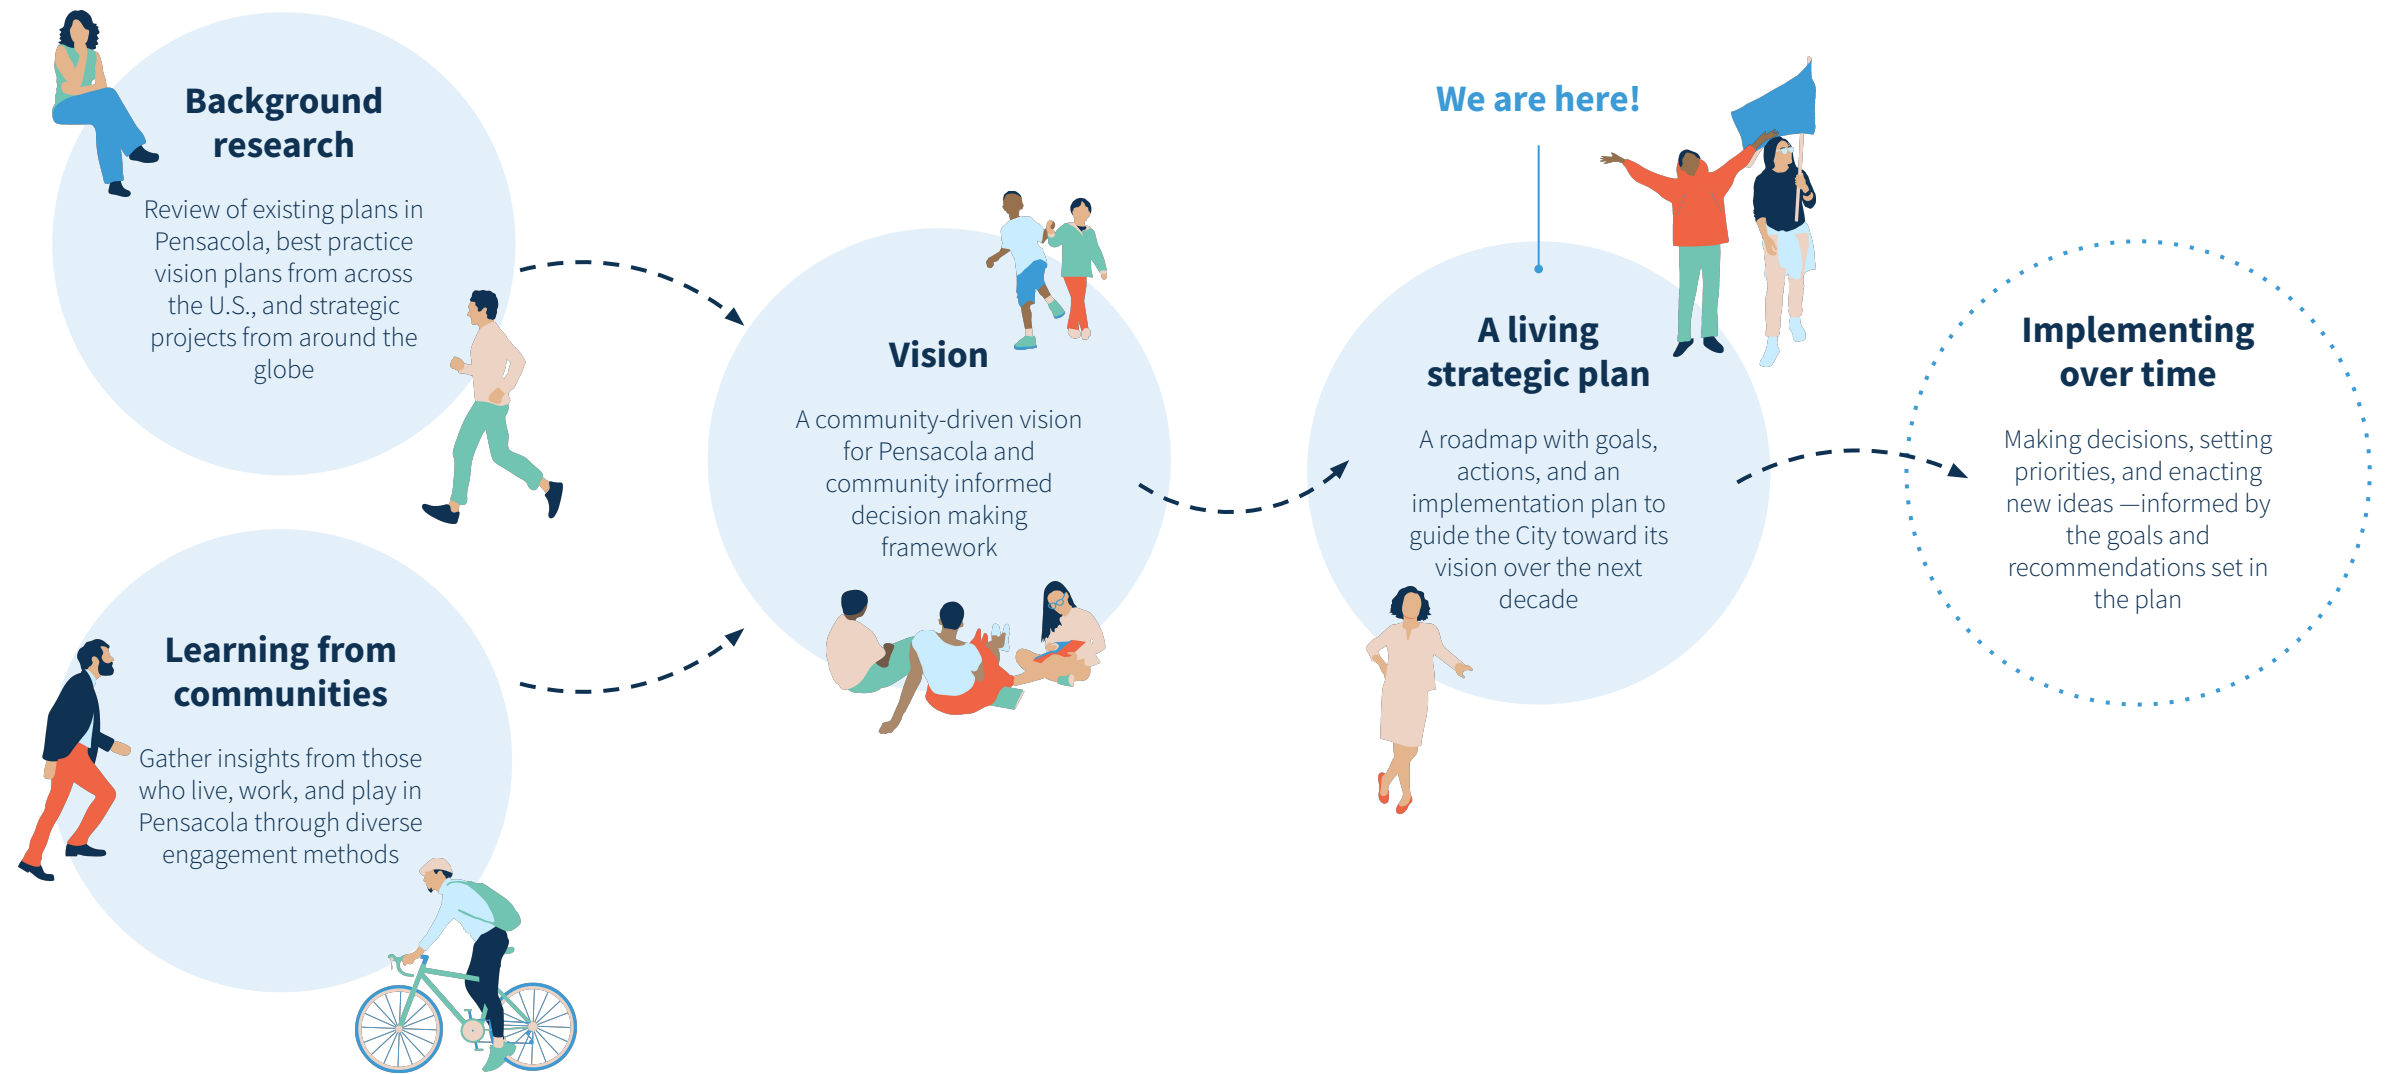 Background
research
Review of existing plans in
Pensacola, best practice
vision plans from across
the U.S., and strategic
projects from around the
globe
Learning from
communities
Gather insights from those
who live, work, and play in
Pensacola through diverse
engagement methods
Vision
A community-driven vision
for Pensacola and
community informed
decision making
framework
We are here!
A living
strategic plan
A roadmap with goals,
actions, and an
implementation plan to
guide the City toward its
vision over the next
decade
Implementing
over time
Making decisions, setting
priorities, and enacting
new ideas —informed by
the goals and
recommendations set in
the plan